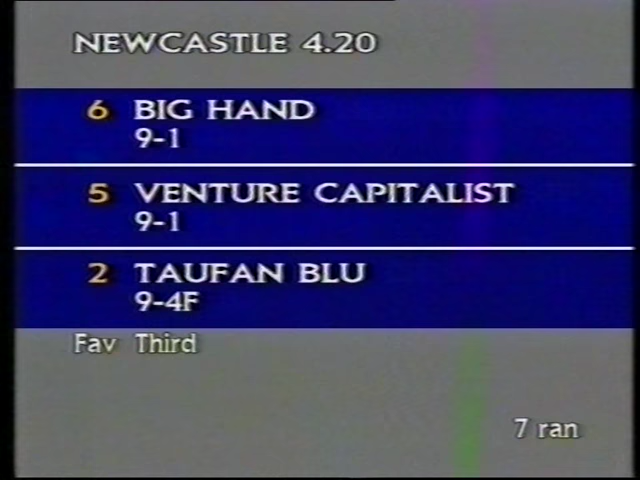 NEWCASTLE 4.20
6 BIG HAND
9-1
5 VENTURE CAPITALIST
9-1
2 TAUFAN BLU
9-4F
Fav Third
7 ran